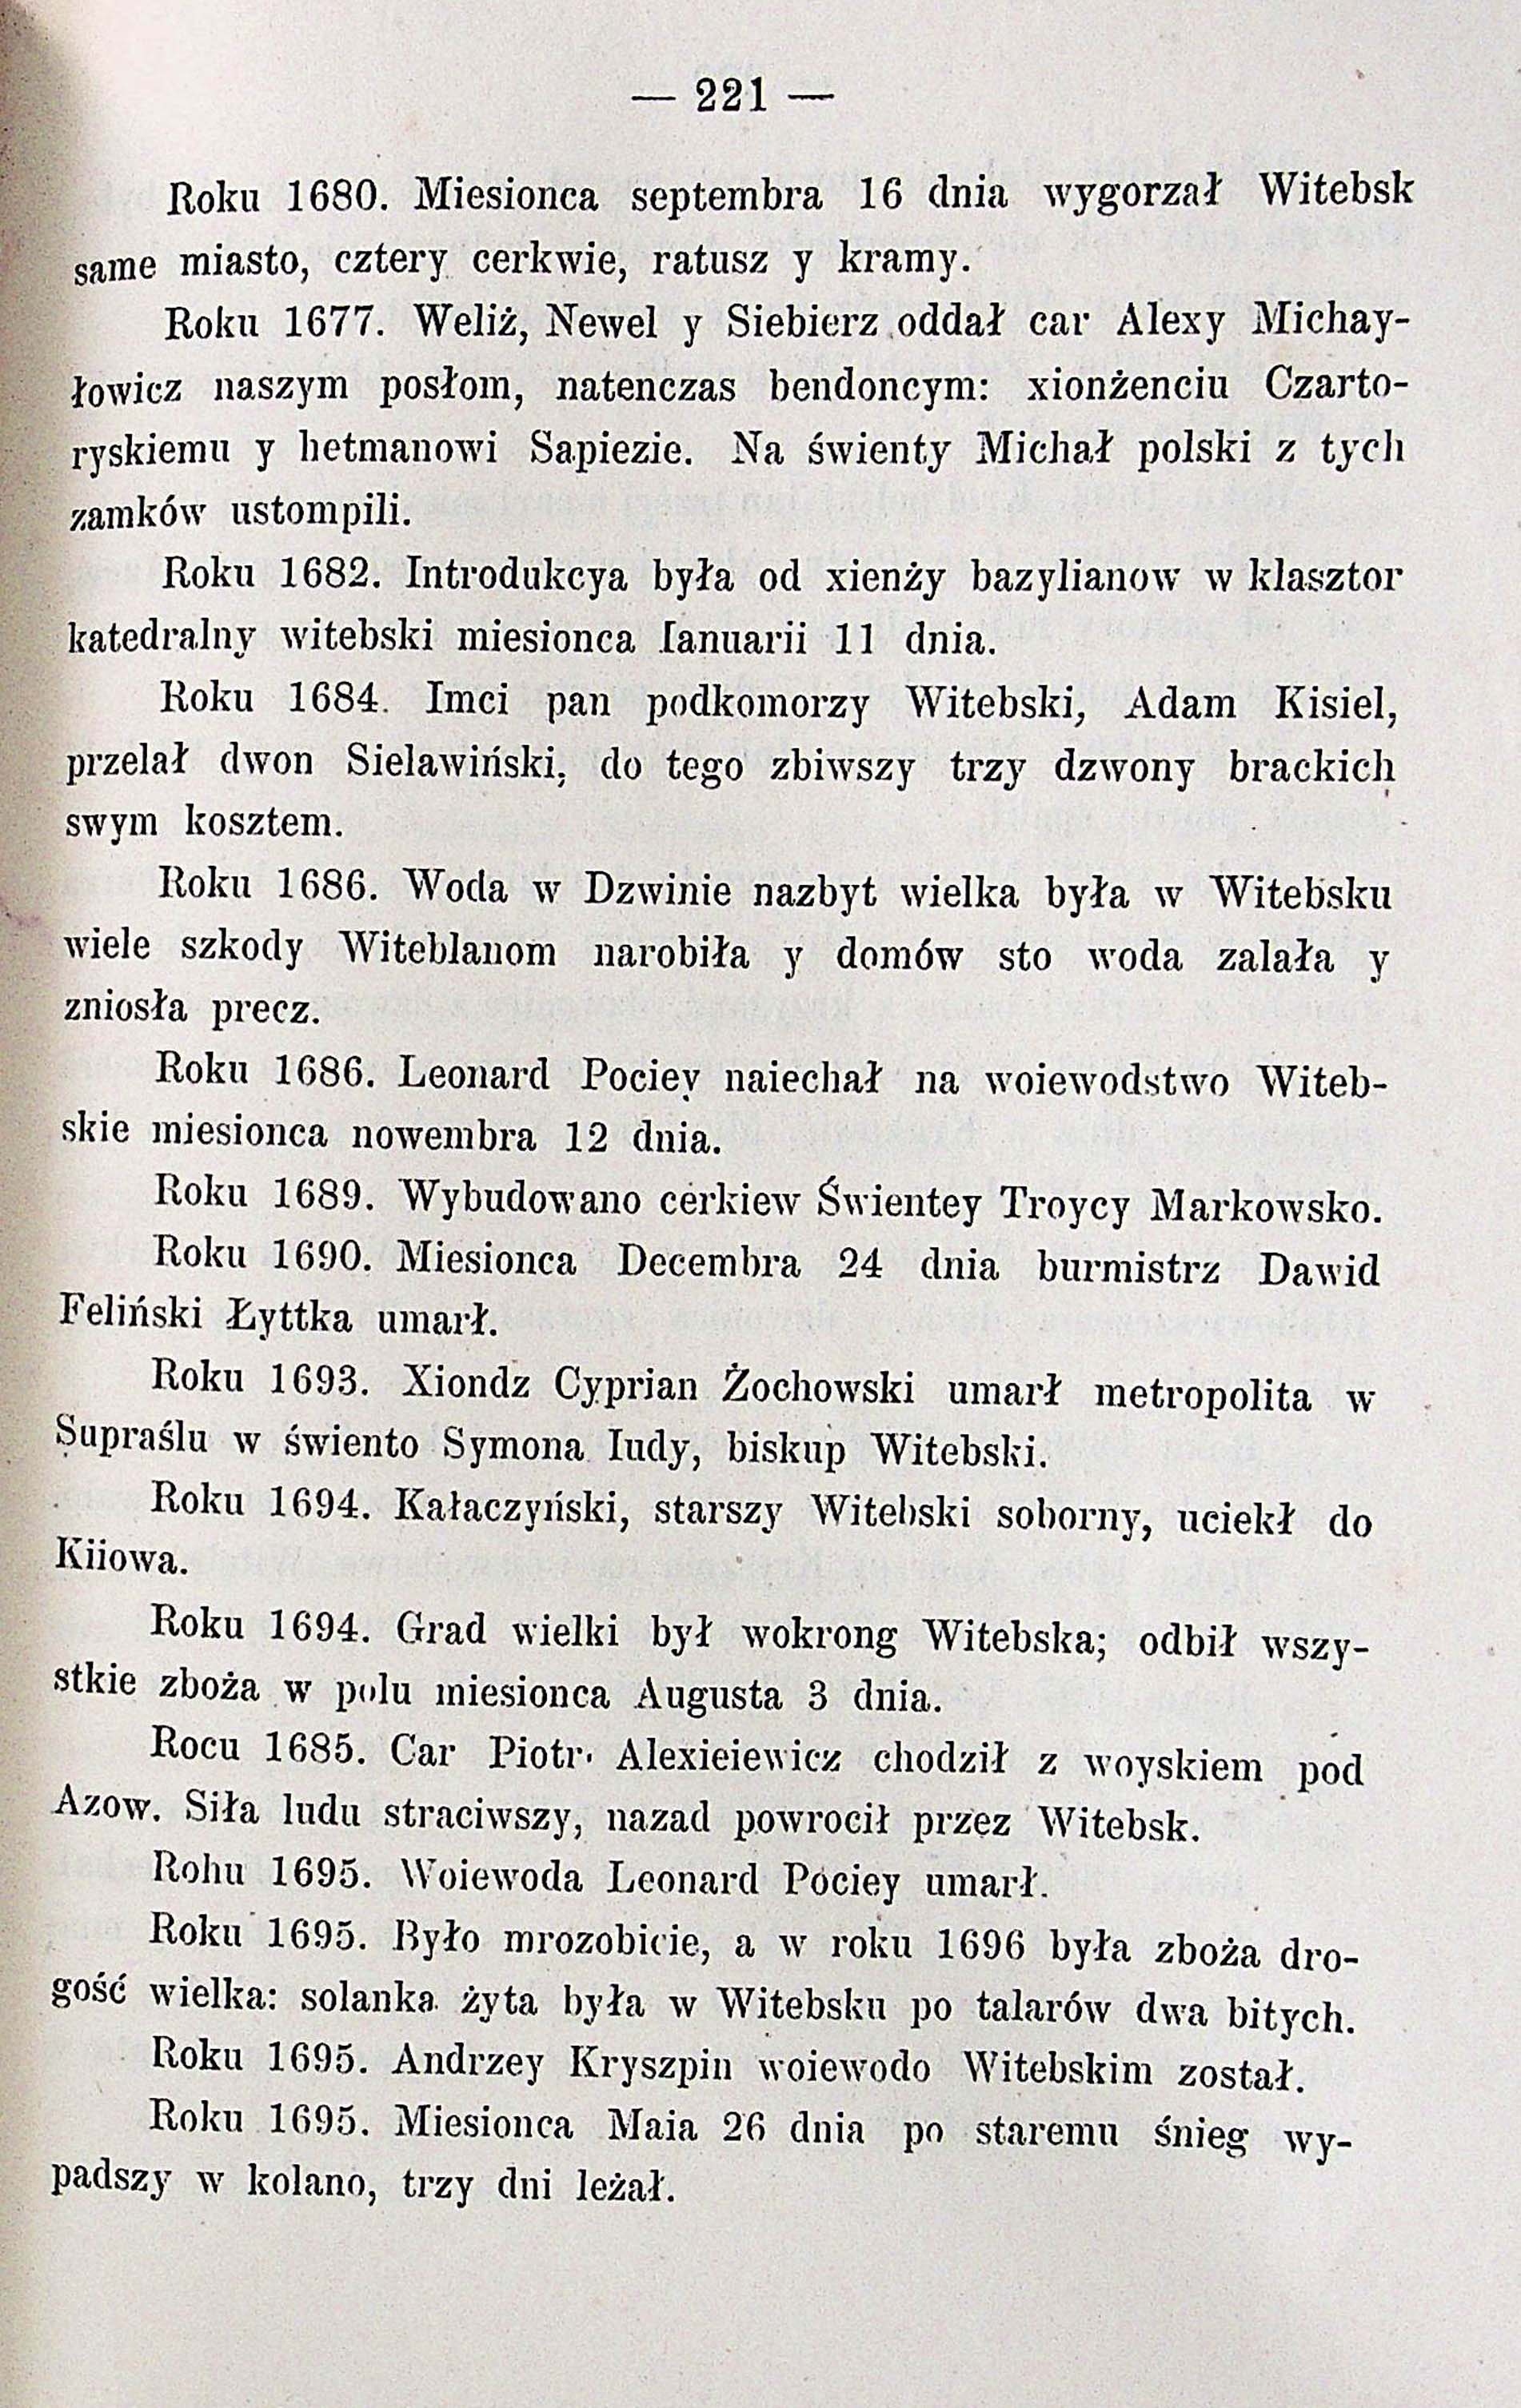 — 221 —
Roku 1680. Miesionca septembra 16 dnia wygorzał Witebsk
same miasto, cztery cerkwie, ratusz y kramy.
Roku 1677. Weliż, Newel y Siebierz oddał car Alexy Michay-
łowicz naszym posłom, natenczas bendoncym: xionżenciu Czarto-
ryskiemu y hetmanowi Sapiezie. Na świenty Michał polski z tych
zamków ustompili.
Roku 1682. Introdukcya była od xienży bazylianow w klasztor
katedralny witebski miesionca Ianuarii 11 dnia.
Roku 1684. Imci pan podkomorzy Witebski, Adam Kisiel,
przelał dwon Sielawiński, do tego zbiwszy trzy dzwony brackich
swym kosztem.
Roku 1686. Woda w Dzwinie nazbyt wielka była w Witebsku
wiele szkody Witeblanom narobiła y domów sto woda zalała y
zniosła precz.
Roku 1686. Leonard Pociey naiechał na woiewodstwo Witeb-
skie miesionca nowembra 12 dnia.
Roku 1689. Wybudowano cerkiew Świentey Troycy Markowsko.
Roku 1690. Miesionca Decembra 24 dnia burmistrz Dawid
Feliński Łyttka umarł.
Roku 1693. Xiondz Cyprian Żochowski umarł metropolita w
Supraślu w świento Symona Iudy, biskup Witebski.
Roku 1694. Kałaczyński, starszy Witebski soborny, uciekł do
Kiiowa.
Roku 1694. Grad wielki był wokrong Witebska; odbił wszy-
stkie zboża w polu miesionca Augusta 3 dnia.
Rocu 1685. Car Piotr Alexieiewicz chodził z woyskiem pod
Azow. Siła ludu straciwszy, nazad powrocił przez Witebsk.
Rohu 1695. Woiewoda Leonard Pociey umarł.
Roku 1695. Było mrozobicie, a w roku 1696 była zboża dro-
gość wielka: solanka żyta była w Witebsku po talarów dwa bitych.
Roku 1695. Andrzey Kryszpin woiewodo Witebskim został.
Roku 1695. Miesionca Maia 26 dnia po staremu śnieg wy-
padszy w kolano, trzy dni leżał.